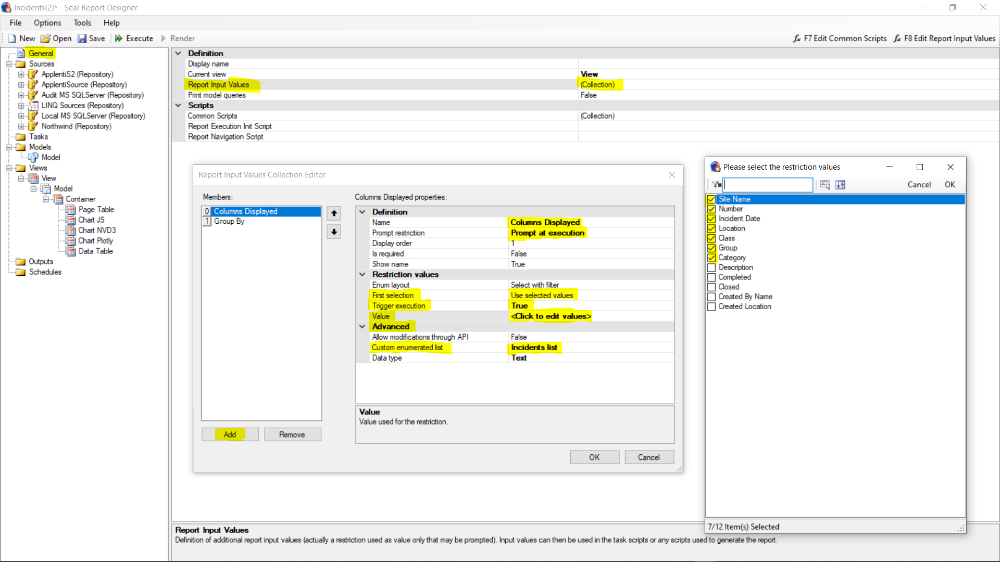 Incidents(2)* - Seal Report Designer
File Options Tools Help
New Open Save Execute Render F7 Edit Common Scripts F8 Edit Report Input Values
General
Sources
ApplentiS2 (Repository)
ApplentiSource (Repository)
Audit MS SQLServer (Repository)
LINQ Sources (Repository)
Local MS SQLServer (Repository)
Northwind (Repository)
Tasks
Models
Model
Views
View
Model
Container
Page Table
Chart JS
Chart NVD3
Chart Plotly
Data Table
Outputs
Schedules
Definition
Display name
Current view View
Report Input Values (Collection)
Print model queries False
Scripts
Common Scripts (Collection)
Report Execution Init Script
Report Navigation Script
Report Input Values Collection Editor
Members:
0 Columns Displayed
1 Group By
Add Remove
Columns Displayed properties:
Definition
Name Columns Displayed
Prompt restriction Prompt at execution
Display order 1
Is required False
Show name True
Restriction values
Enum layout Select with filter
First selection Use selected values
Trigger execution True
Value <Click to edit values>
Advanced
Allow modifications through API False
Custom enumerated list Incidents list
Data type Text
Value
Value used for the restriction.
OK Cancel
Please select the restriction values
Cancel OK
Site Name
Number
Incident Date
Location
Class
Group
Category
Description
Completed
Closed
Created By Name
Created Location
7/12 Item(s) Selected
Report Input Values
Definition of additional report input values (actually a restriction used as value only that may be prompted). Input values can then be used in the task scripts or any scripts used to generate the report.